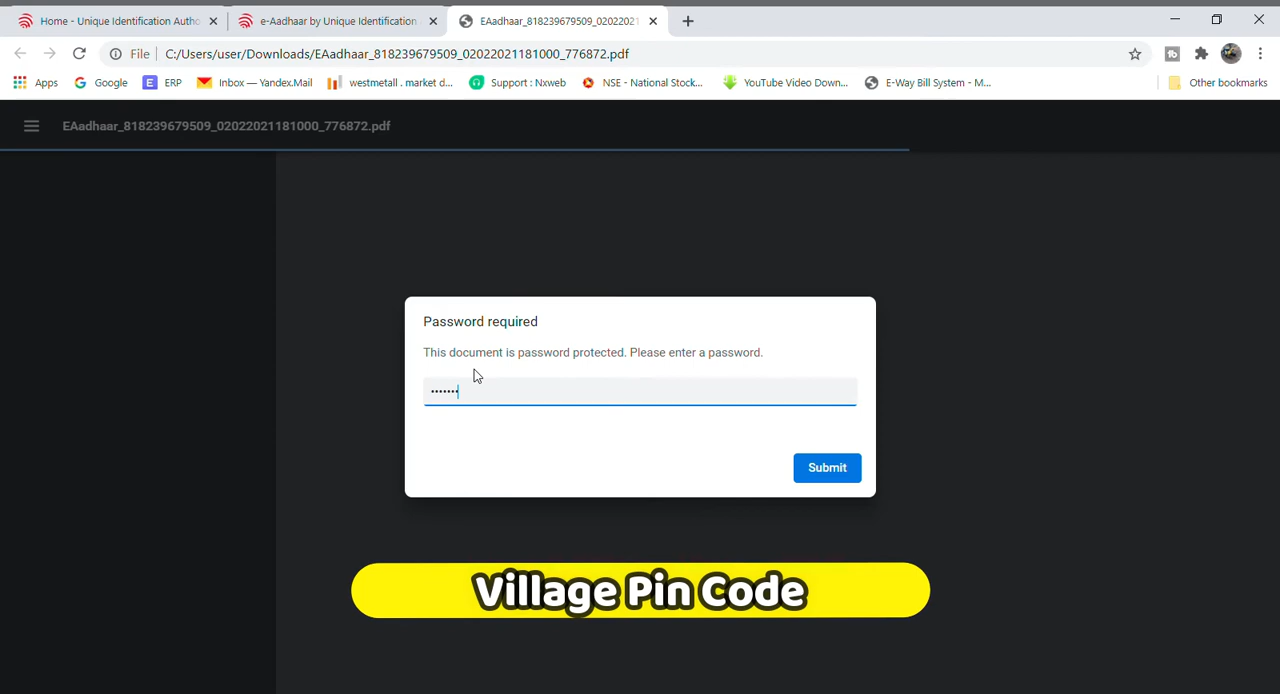 Home - Unique Identification Autho
e-Aadhaar by Unique Identification
EAadhaar_818239679509_02022021
File
C:/Users/user/Downloads/EAadhaar_818239679509_02022021181000_776872.pdf
Apps
Google
E
ERP
Inbox — Yandex.Mail
westmetall . market d...
Support : Nxweb
NSE - National Stock...
YouTube Video Down...
E-Way Bill System - M...
Other bookmarks
EAadhaar_818239679509_02022021181000_776872.pdf
Password required
This document is password protected. Please enter a password.
•••••••
Submit
Village Pin Code